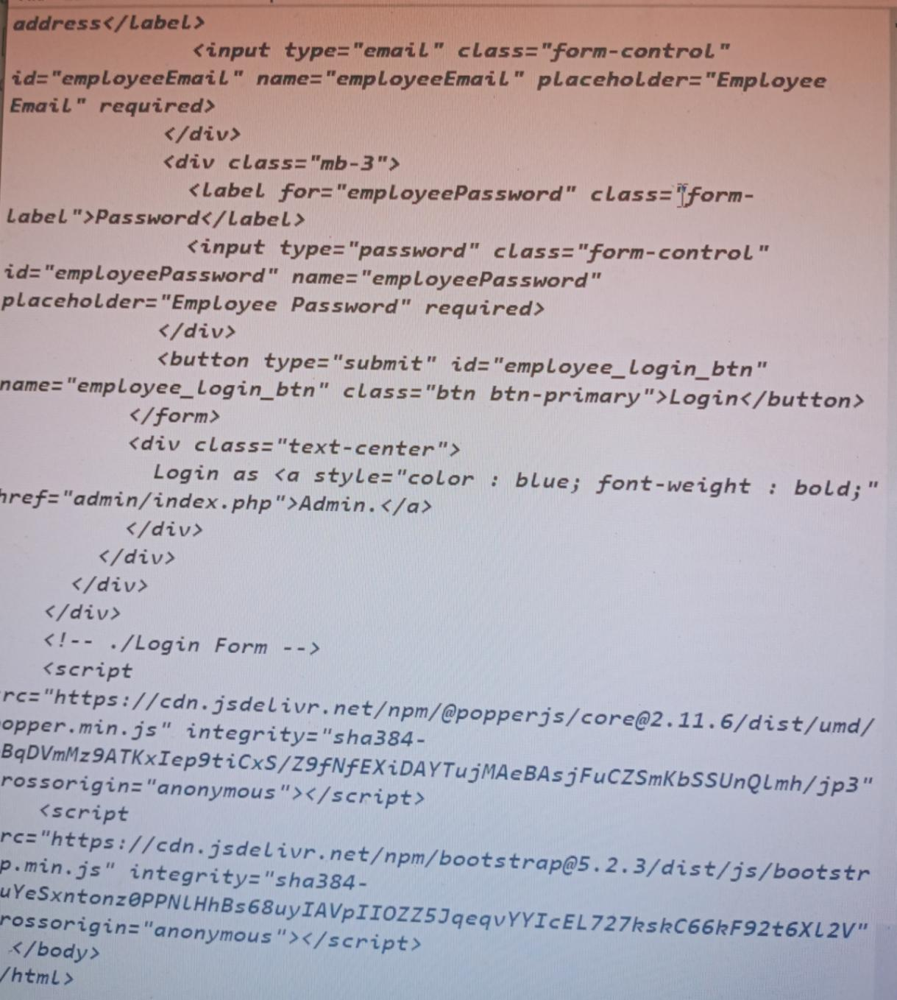 address</label>
<input type="email" class="form-control"
id="employeeEmail" name="employeeEmail" placeholder="Employee
Email" required>
</div>
<div class="mb-3">
<label for="employeePassword" class="form-
label">Password</label>
<input type="password" class="form-control"
id="employeePassword" name="employeePassword"
placeholder="Employee Password" required>
</div>
<button type="submit" id="employee_login_btn"
name="employee_login_btn" class="btn btn-primary">Login</button>
</form>
<div class="text-center">
Login as <a style="color : blue; font-weight : bold;"
href="admin/index.php">Admin.</a>
</div>
</div>
</div>
</div>
<!-- ./Login Form -->
<script
rc="https://cdn.jsdelivr.net/npm/@popperjs/core@2.11.6/dist/umd/
opper.min.js" integrity="sha384-
BqDVmMz9ATKxIep9tiCxS/Z9fNfEXiDAYTujMAeBAsjFuCZSmKbSSUnQlmh/jp3"
rossorigin="anonymous"></script>
<script
rc="https://cdn.jsdelivr.net/npm/bootstrap@5.2.3/dist/js/bootstr
p.min.js" integrity="sha384-
uYeSxntonz0PPNlHhBs68uyIAVpIIOZZ5JqeqvYYIcEL727kskC66kF92t6Xl2V"
rossorigin="anonymous"></script>
</body>
/html>